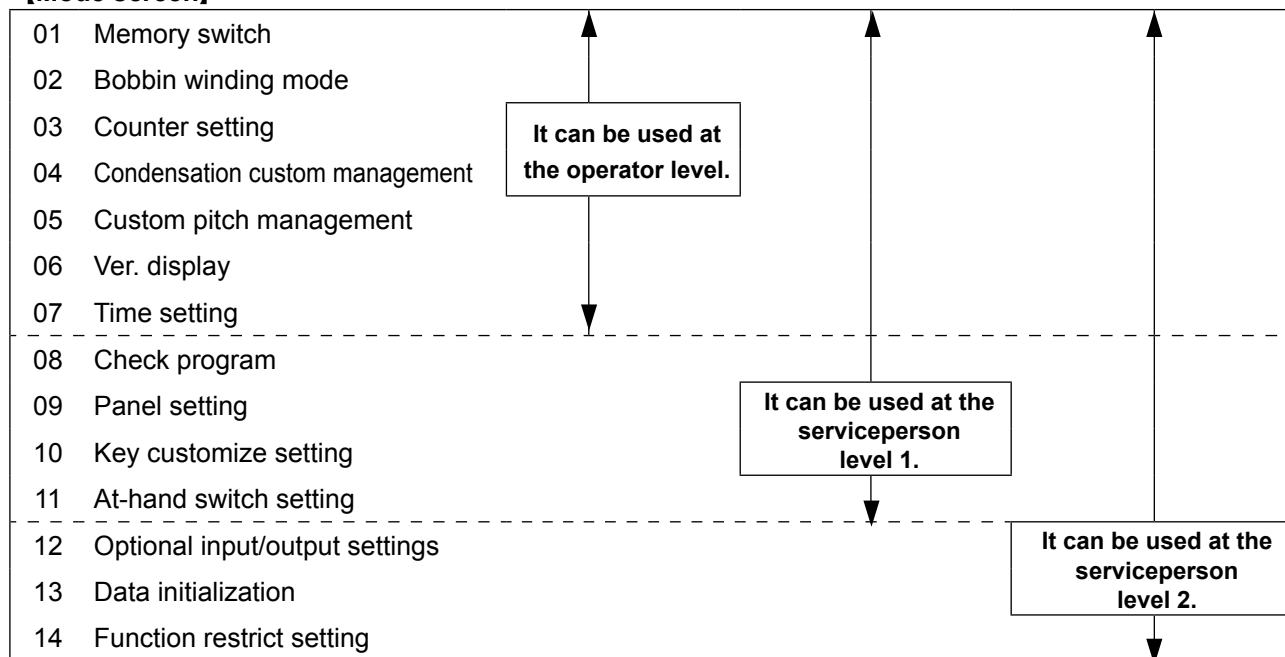 【Mode screen】
01 Memory switch
02 Bobbin winding mode
03 Counter setting
04 Condensation custom management
05 Custom pitch management
06 Ver. display
07 Time setting
08 Check program
09 Panel setting
10 Key customize setting
11 At-hand switch setting
12 Optional input/output settings
13 Data initialization
14 Function restrict setting
It can be used at
the operator level.
It can be used at the
serviceperson
level 1.
It can be used at the
serviceperson
level 2.